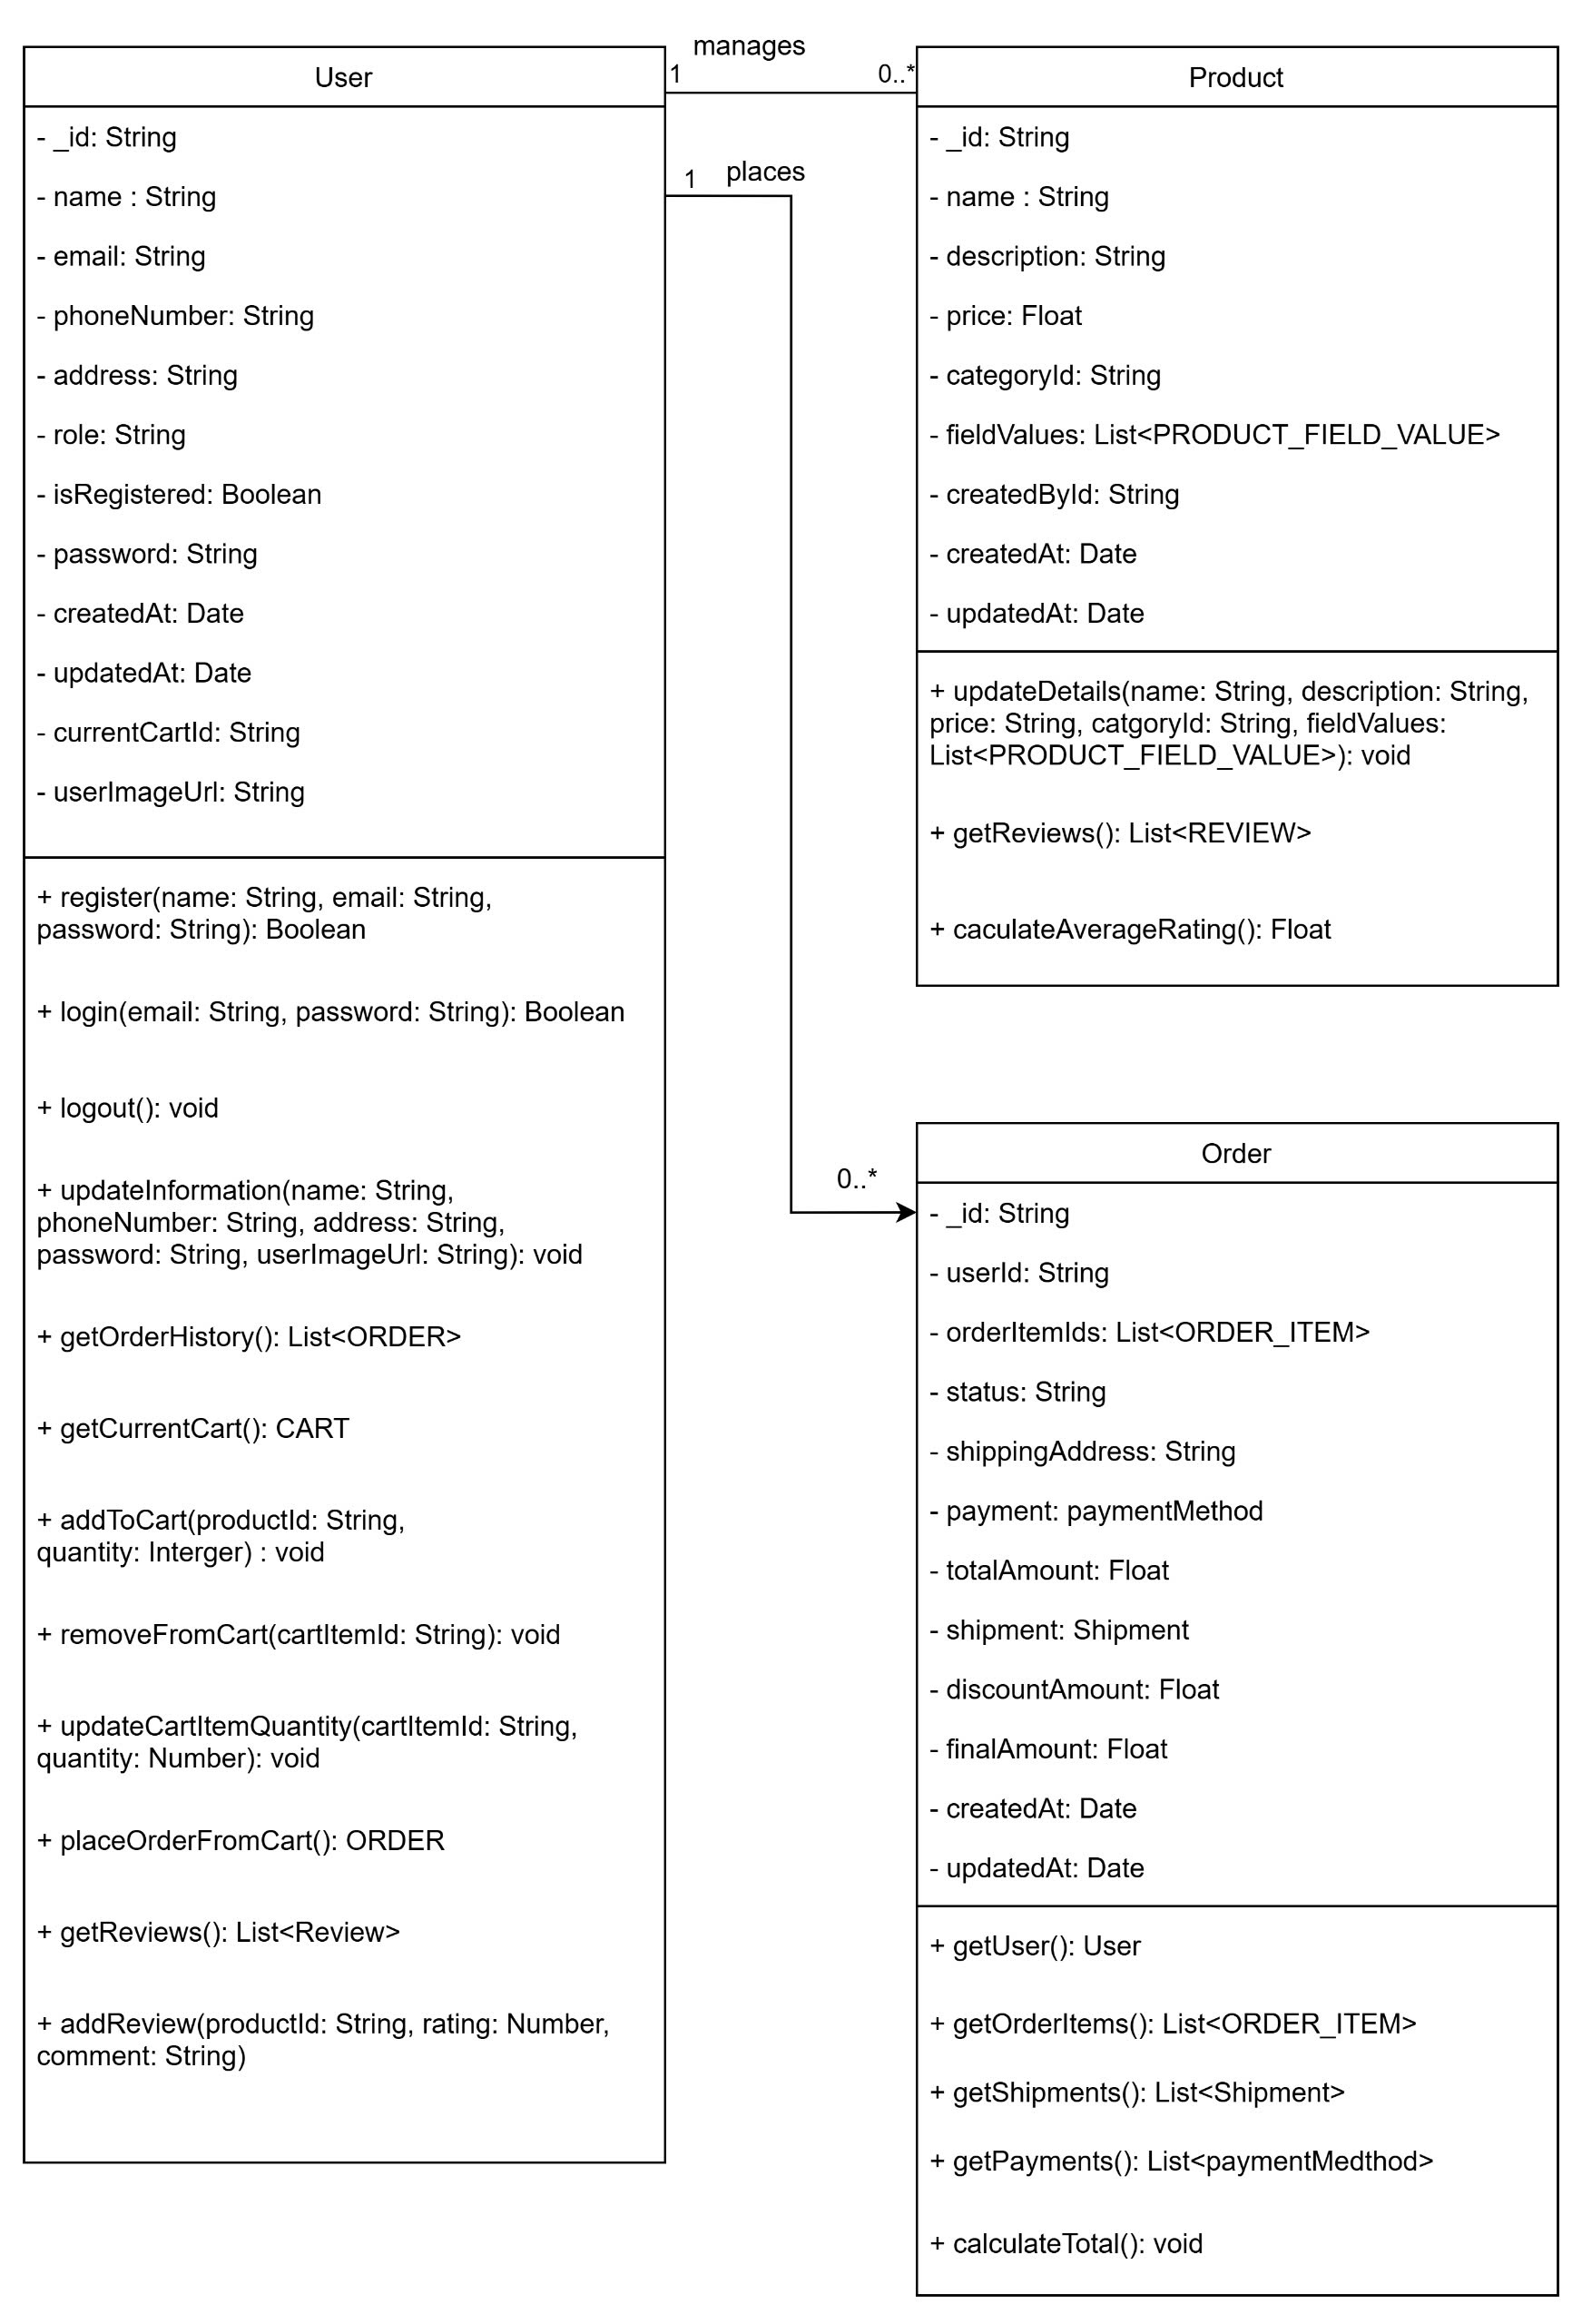 manages
1
0..*
places
1
0..*
User
- _id: String
- name : String
- email: String
- phoneNumber: String
- address: String
- role: String
- isRegistered: Boolean
- password: String
- createdAt: Date
- updatedAt: Date
- currentCartId: String
- userImageUrl: String
+ register(name: String, email: String,
password: String): Boolean
+ login(email: String, password: String): Boolean
+ logout(): void
+ updateInformation(name: String,
phoneNumber: String, address: String,
password: String, userImageUrl: String): void
+ getOrderHistory(): List<ORDER>
+ getCurrentCart(): CART
+ addToCart(productId: String,
quantity: Interger) : void
+ removeFromCart(cartItemId: String): void
+ updateCartItemQuantity(cartItemId: String,
quantity: Number): void
+ placeOrderFromCart(): ORDER
+ getReviews(): List<Review>
+ addReview(productId: String, rating: Number,
comment: String)
Product
- _id: String
- name : String
- description: String
- price: Float
- categoryId: String
- fieldValues: List<PRODUCT_FIELD_VALUE>
- createdById: String
- createdAt: Date
- updatedAt: Date
+ updateDetails(name: String, description: String,
price: String, catgoryId: String, fieldValues:
List<PRODUCT_FIELD_VALUE>): void
+ getReviews(): List<REVIEW>
+ caculateAverageRating(): Float
Order
- _id: String
- userId: String
- orderItemIds: List<ORDER_ITEM>
- status: String
- shippingAddress: String
- payment: paymentMethod
- totalAmount: Float
- shipment: Shipment
- discountAmount: Float
- finalAmount: Float
- createdAt: Date
- updatedAt: Date
+ getUser(): User
+ getOrderItems(): List<ORDER_ITEM>
+ getShipments(): List<Shipment>
+ getPayments(): List<paymentMedthod>
+ calculateTotal(): void